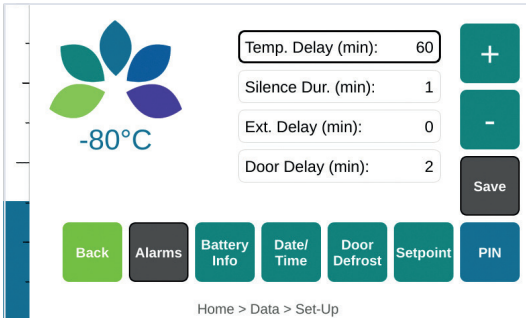 Temp. Delay (min): 60
+
Silence Dur. (min): 1
Ext. Delay (min): 0
-
-80°C
Door Delay (min): 2
Save
Back
Alarms
Battery
Info
Date/
Time
Door
Defrost
Setpoint
PIN
Home > Data > Set-Up